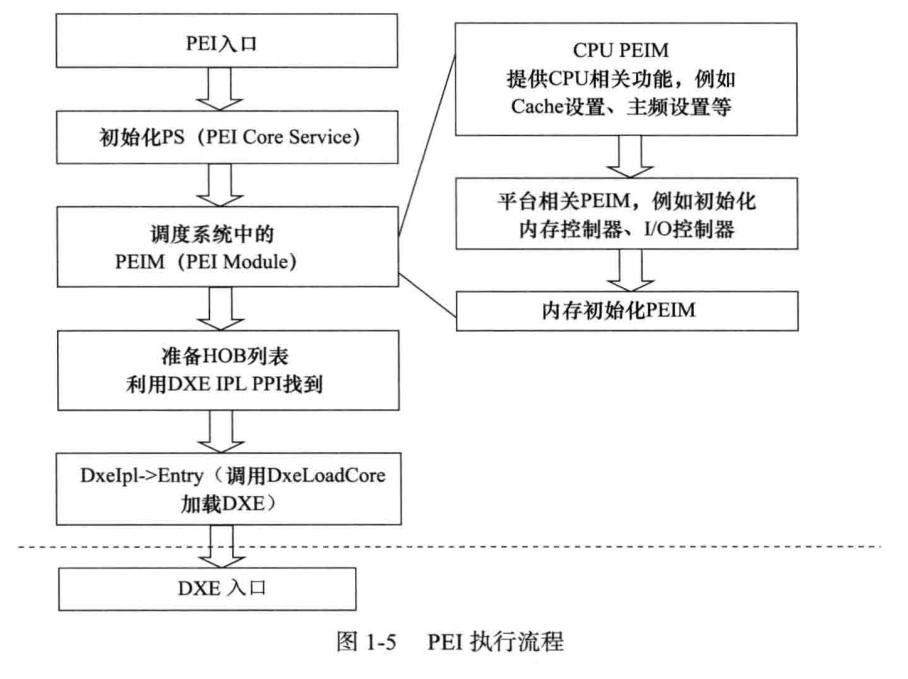 PEI入口
初始化PS（PEI Core Service）
调度系统中的
PEIM（PEI Module）
准备HOB列表
利用DXE IPL PPI找到
DxeIpl->Entry（调用DxeLoadCore
加载DXE）
DXE 入口
CPU PEIM
提供CPU相关功能，例如
Cache设置、主频设置等
平台相关PEIM，例如初始化
内存控制器、I/O控制器
内存初始化PEIM
图 1-5 PEI 执行流程